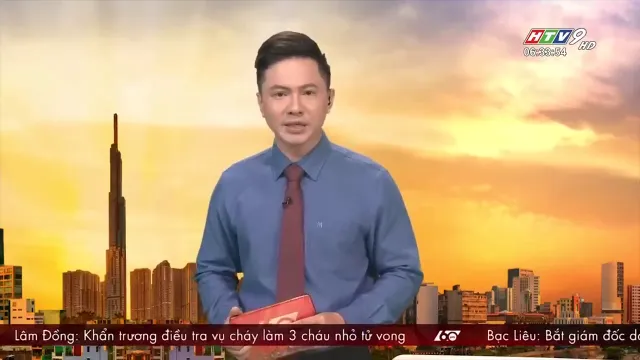 HTV9 HD
06:33:54
Lâm Đồng: Khẩn trương điều tra vụ cháy làm 3 cháu nhỏ tử vong
60
Bạc Liêu: Bắt giám đốc